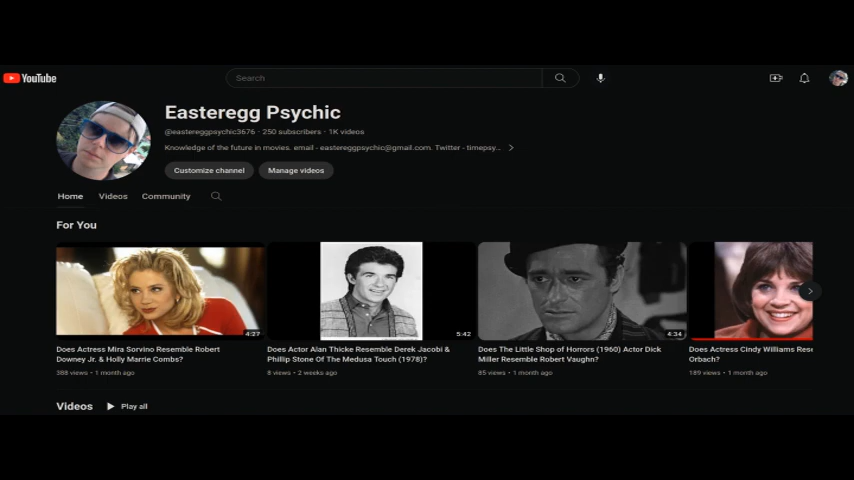 YouTube
Search
Easteregg Psychic
@eastereggpsychic3676 · 250 subscribers · 1K videos
Knowledge of the future in movies. email - eastereggpsychic@gmail.com. Twitter - timepsy...
Customize channel
Manage videos
Home Videos Community
For You
4:27
5:42
4:34
Does Actress Mira Sorvino Resemble Robert
Downey Jr. & Holly Marrie Combs?
388 views · 1 month ago
Does Actor Alan Thicke Resemble Derek Jacobi &
Phillip Stone Of The Medusa Touch (1978)?
8 views · 2 weeks ago
Does The Little Shop of Horrors (1960) Actor Dick
Miller Resemble Robert Vaughn?
85 views · 1 month ago
Does Actress Cindy Williams Rese
Orbach?
189 views · 1 month ago
Videos
Play all